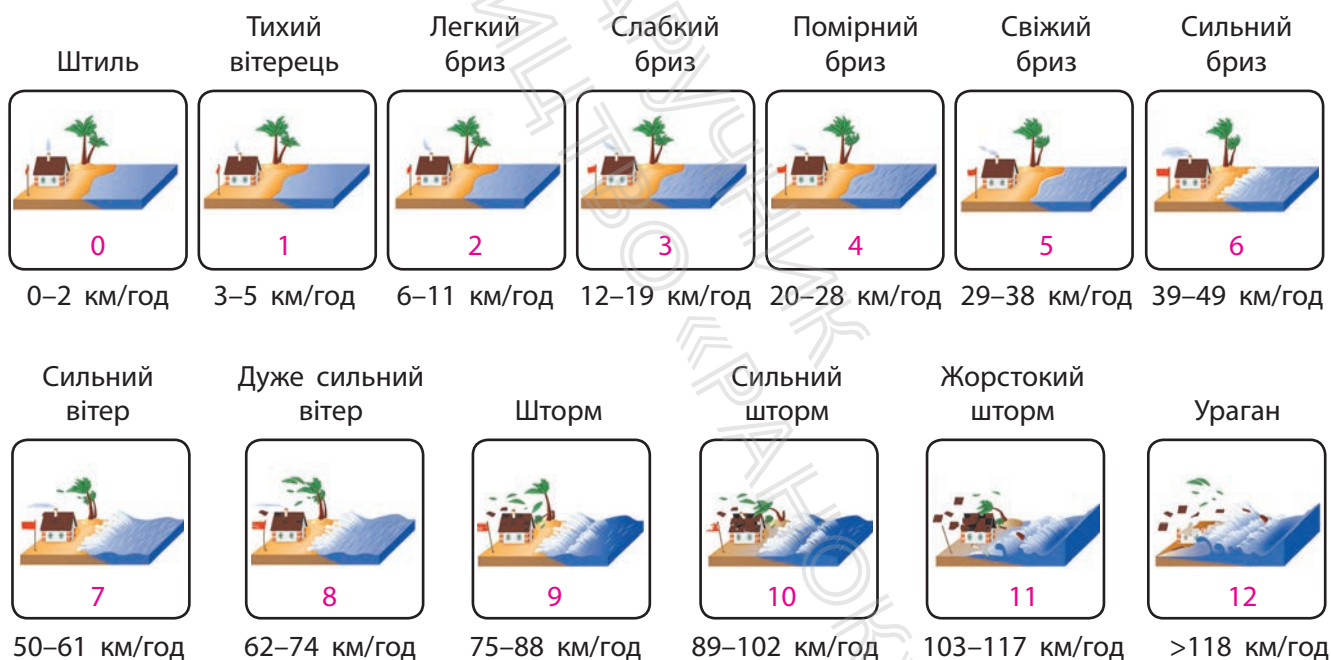 Штиль
Тихий
вітерець
Легкий
бриз
Слабкий
бриз
Помірний
бриз
Свіжий
бриз
Сильний
бриз
0
1
2
3
4
5
6
0–2 км/год
3–5 км/год
6–11 км/год
12–19 км/год
20–28 км/год
29–38 км/год
39–49 км/год
Сильний
вітер
Дуже сильний
вітер
Шторм
Сильний
шторм
Жорстокий
шторм
Ураган
7
8
9
10
11
12
50–61 км/год
62–74 км/год
75–88 км/год
89–102 км/год
103–117 км/год
>118 км/год